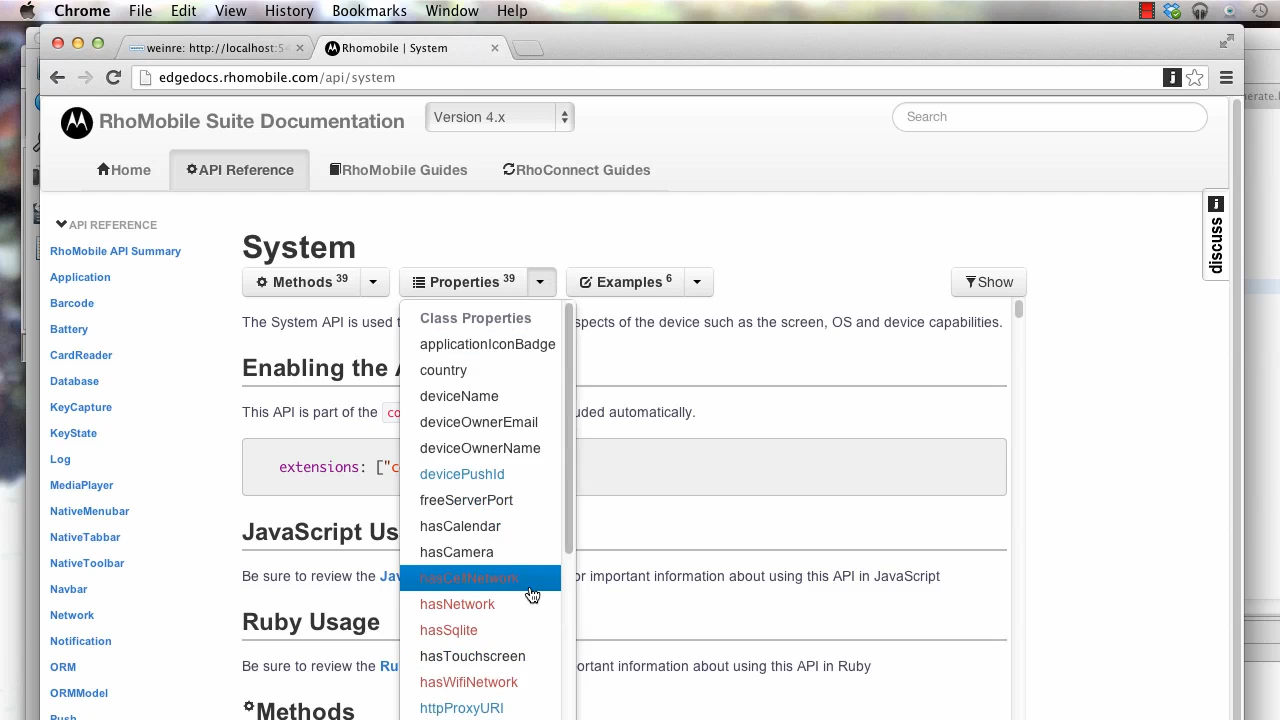 Chrome File Edit View History Bookmarks Window Help
weinre: http://localhost:54
Rhomobile | System
edgedocs.rhomobile.com/api/system
RhoMobile Suite Documentation
Version 4.x
Search
Home
API Reference
RhoMobile Guides
RhoConnect Guides
discuss
API REFERENCE
RhoMobile API Summary
Application
Barcode
Battery
CardReader
Database
KeyCapture
KeyState
Log
MediaPlayer
NativeMenubar
NativeTabbar
NativeToolbar
Navbar
Network
Notification
ORM
ORMModel
Push
System
Methods 39
Properties 39
Examples 6
Show
Class Properties
applicationIconBadge
country
deviceName
deviceOwnerEmail
deviceOwnerName
devicePushId
freeServerPort
hasCalendar
hasCamera
hasCellNetwork
hasNetwork
hasSqlite
hasTouchscreen
hasWifiNetwork
httpProxyURI
The System API is used spects of the device such as the screen, OS and device capabilities.
Enabling the
This API is part of the co uded automatically.
extensions: ["c
JavaScript Us
Be sure to review the Jav or important information about using this API in JavaScript
Ruby Usage
Be sure to review the Ru ortant information about using this API in Ruby
Methods